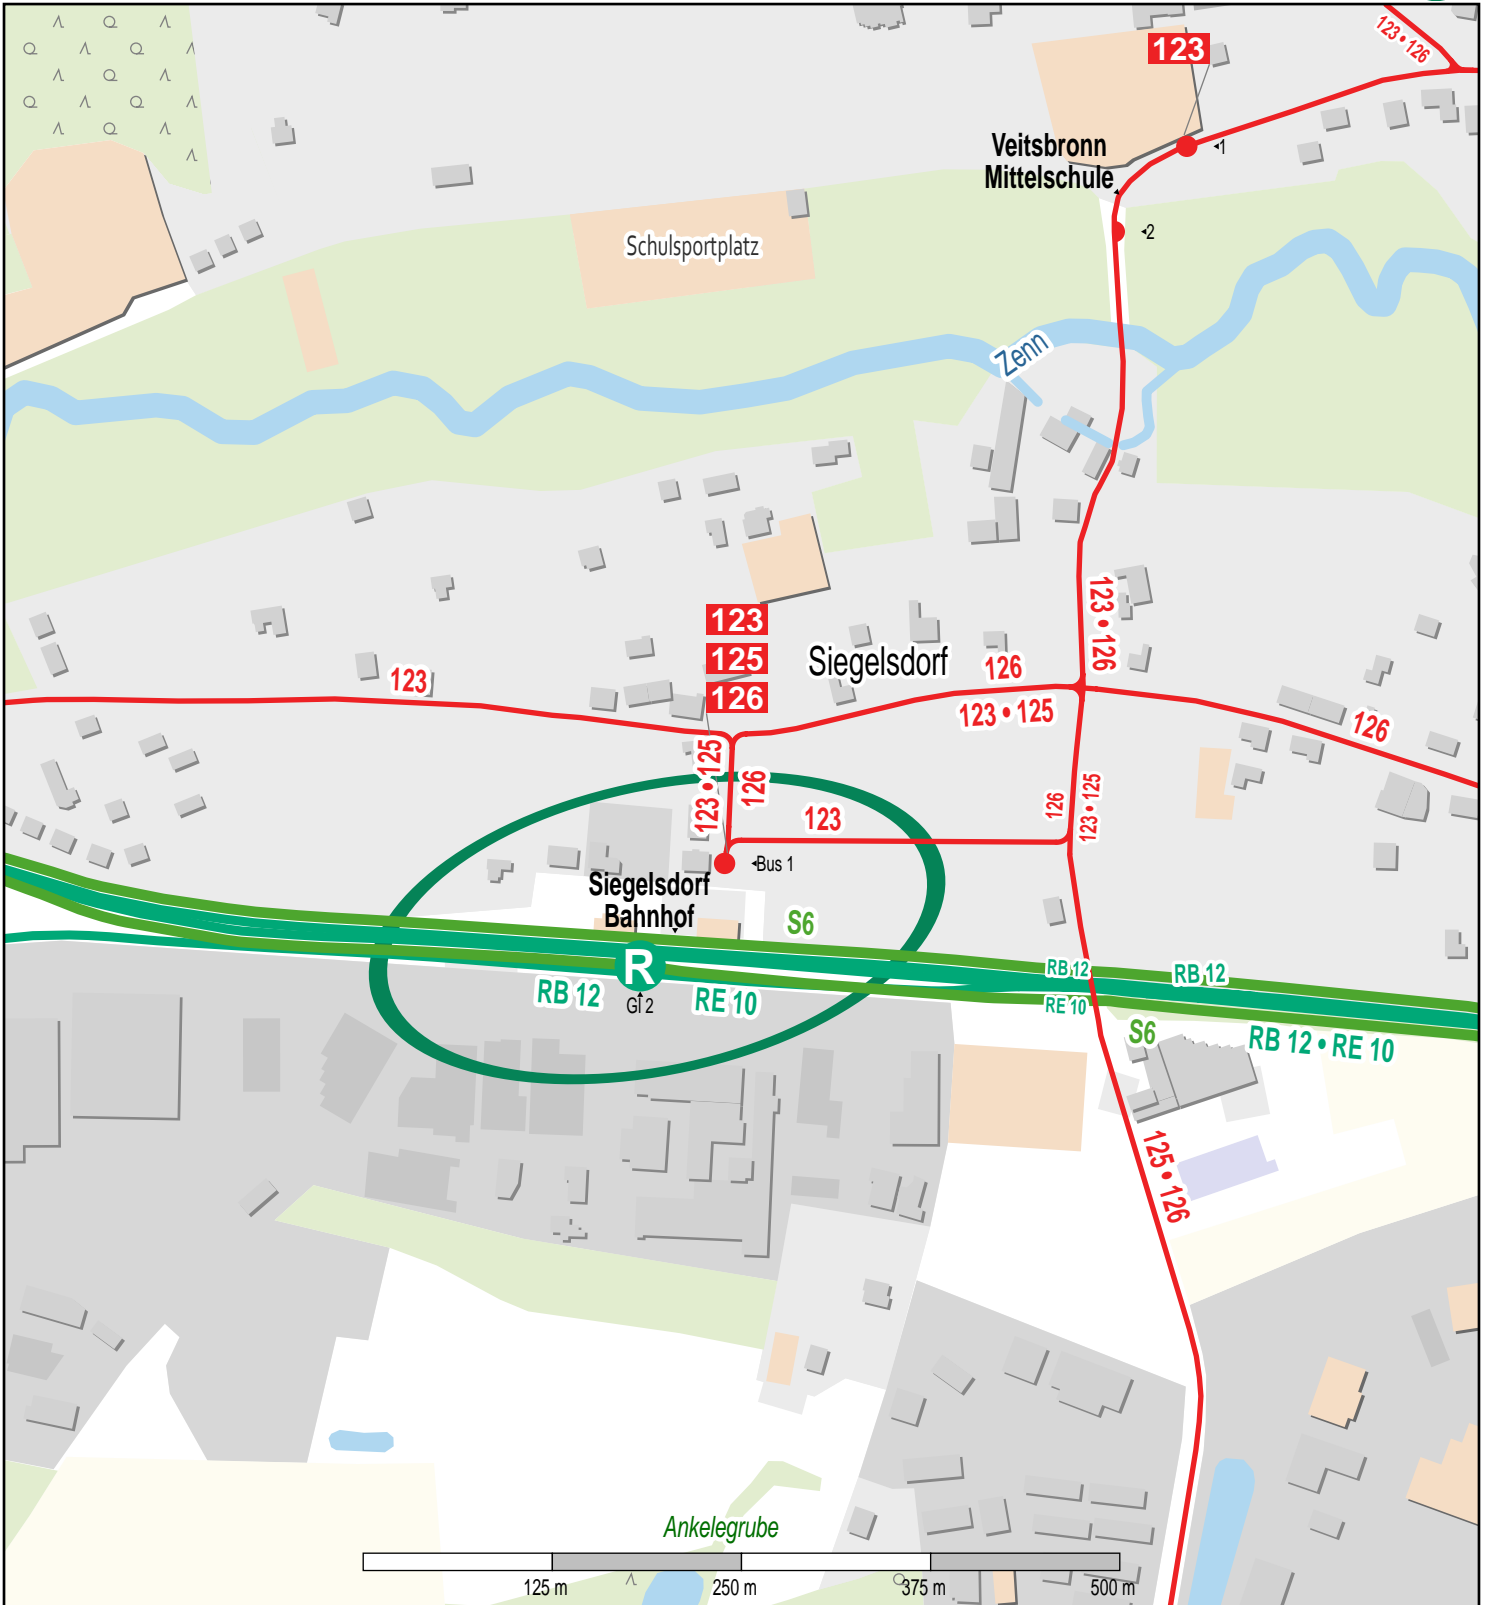 123 • 126
123
Veitsbronn
Mittelschule
1
2
Schulsportplatz
Zenn
123 • 126
123
125
126
Siegelsdorf
126
123 • 125
123
126
123 • 125
126
123
126
123 • 125
Bus 1
Siegelsdorf
Bahnhof
S6
R
Gl 2
RB 12
RE 10
RB 12
RE 10
RB 12
S6
RB 12 • RE 10
125 • 126
Ankelegrube
125 m
250 m
375 m
500 m